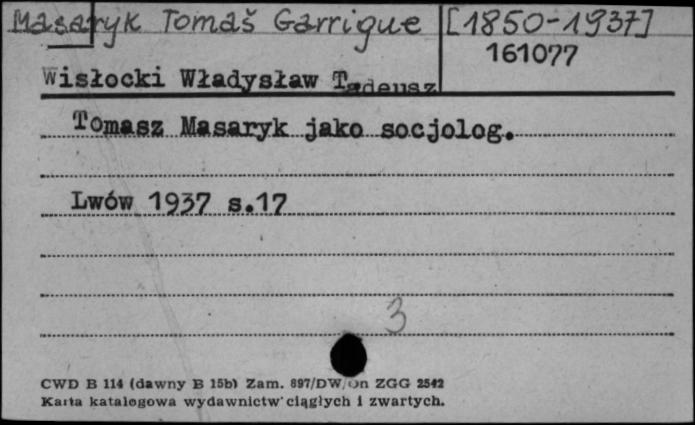 Masaryk Tomaš Garrigue [1850-1937]
161077
Wisłocki Władysław Tadeusz
Tomasz Masaryk jako socjolog.
Lwów 1937 s.17
3
CWD B 114 (dawny B 15b) Zam. 897/DW/On ZGG 2542
Karta katalogowa wydawnictw ciągłych i zwartych.